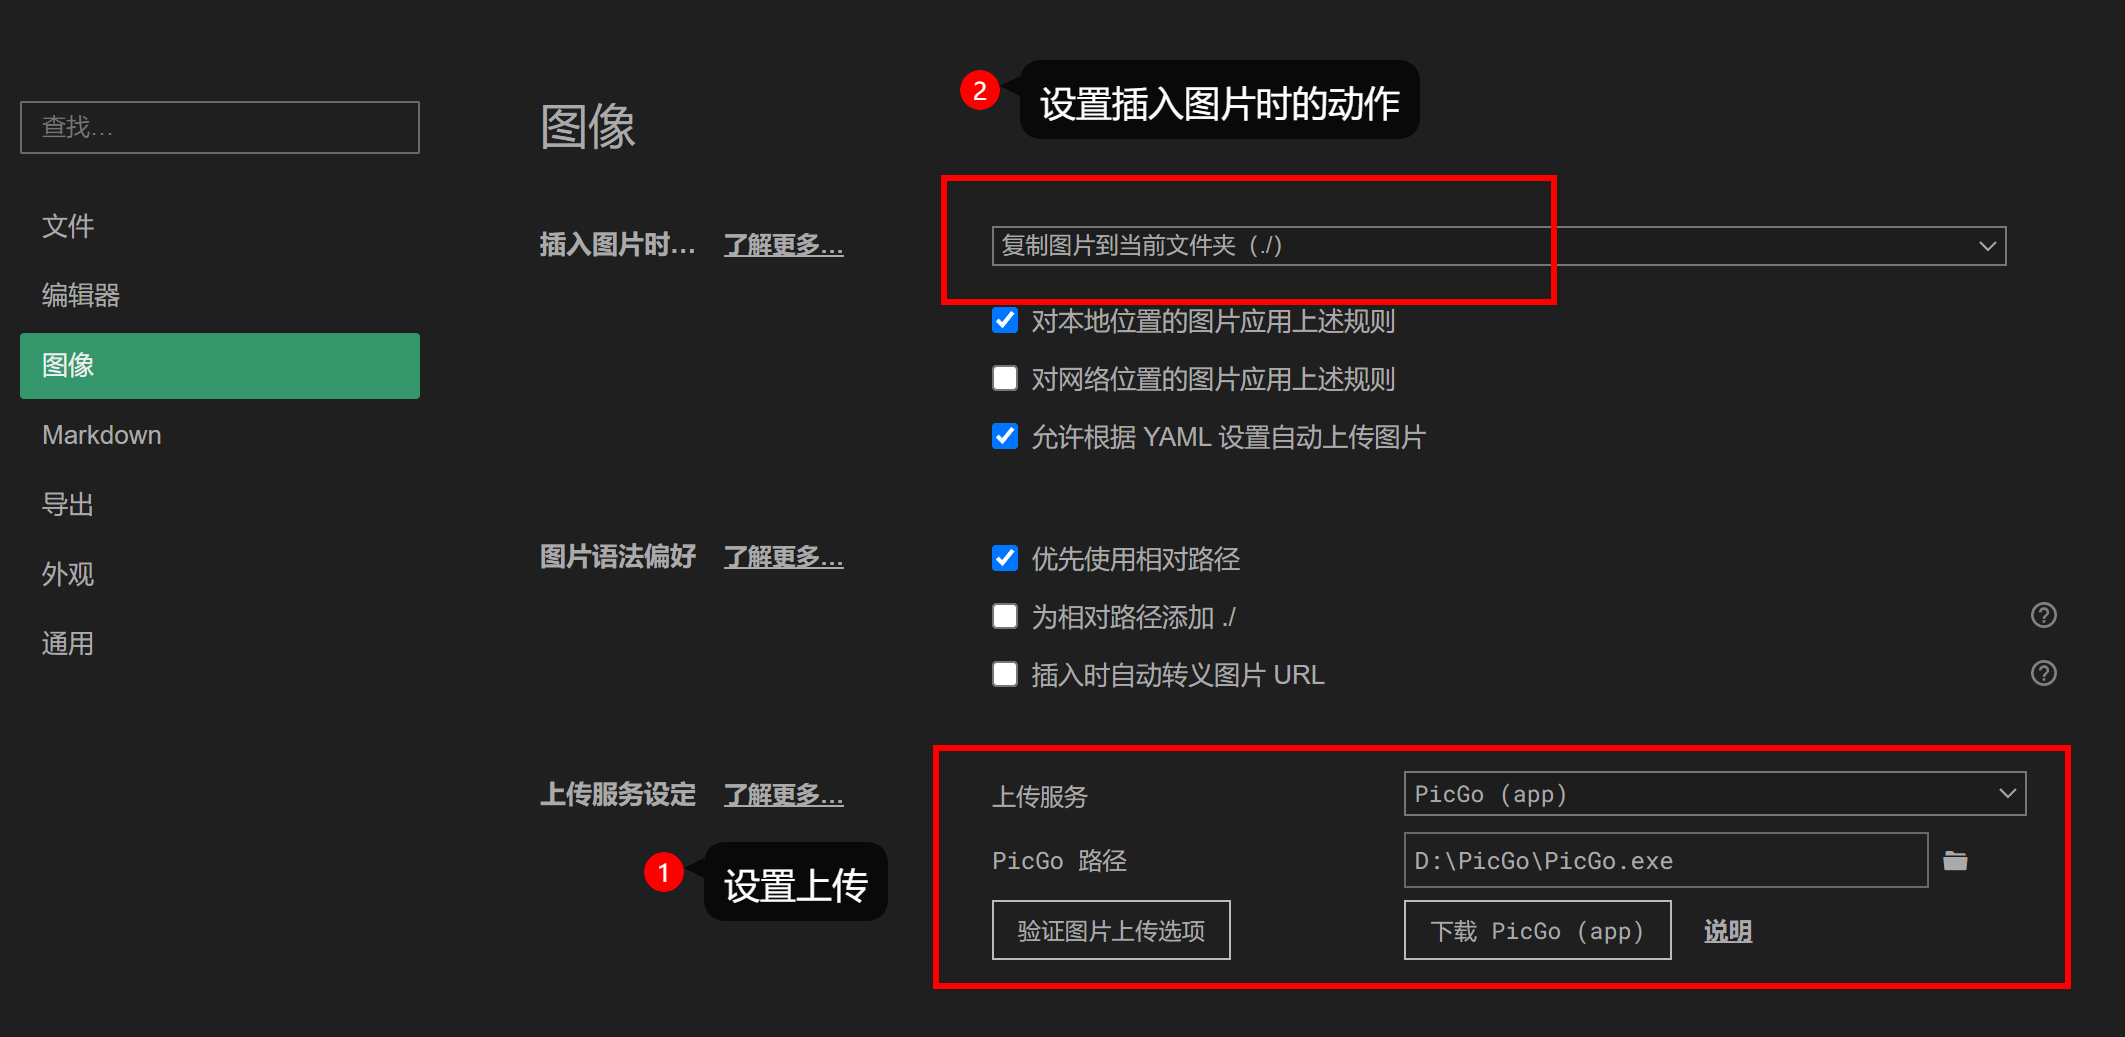 2
设置插入图片时的动作
查找…
图像
文件
编辑器
图像
Markdown
导出
外观
通用
插入图片时… 了解更多…
复制图片到当前文件夹（./）
对本地位置的图片应用上述规则
对网络位置的图片应用上述规则
允许根据 YAML 设置自动上传图片
图片语法偏好 了解更多…
优先使用相对路径
为相对路径添加 ./
?
插入时自动转义图片 URL
?
上传服务设定 了解更多…
1
设置上传
上传服务 PicGo (app)
PicGo 路径 D:\PicGo\PicGo.exe
验证图片上传选项 下载 PicGo (app) 说明